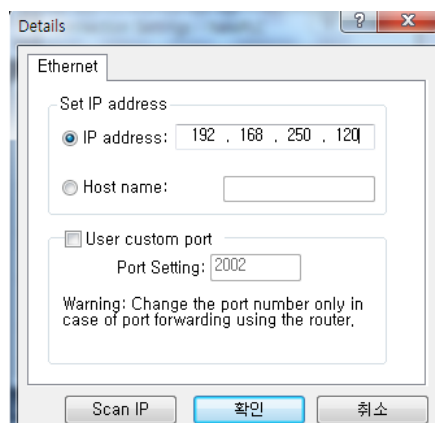 Details
Ethernet
Set IP address
IP address: 192 . 168 . 250 . 120
Host name:
User custom port
Port Setting: 2002
Warning: Change the port number only in
case of port forwarding using the router.
Scan IP 확인 취소